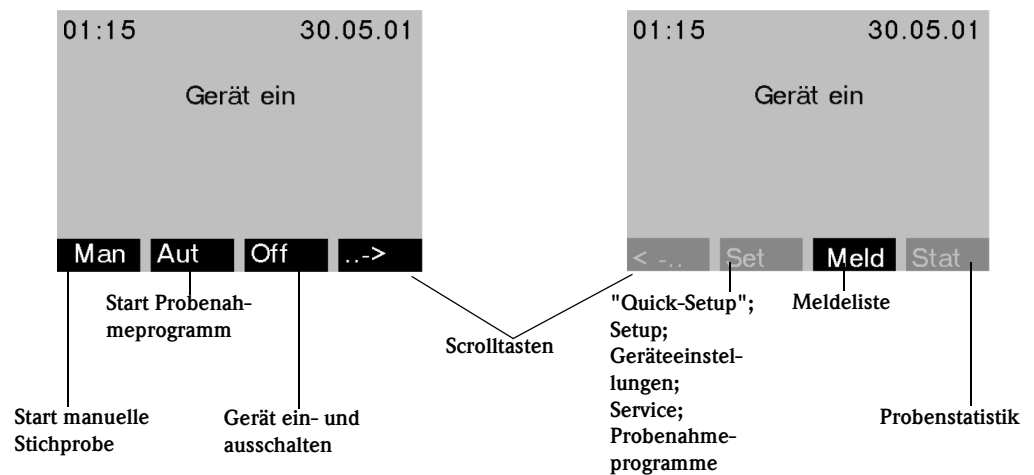 01:15 30.05.01
Gerät ein
Man Aut Off ..->
Start Probenah-
meprogramm
Start manuelle
Stichprobe
Gerät ein- und
ausschalten
Scrolltasten
01:15 30.05.01
Gerät ein
< -.. Set Meld Stat
"Quick-Setup";
Setup;
Geräteeinstel-
lungen;
Service;
Probenahme-
programme
Meldeliste
Probenstatistik